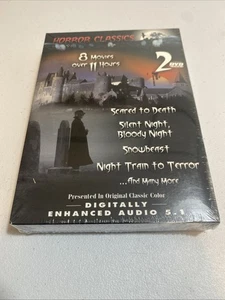 HORROR CLASSICS
8 Movies
over 11 Hours
2 DVD
Scared to Death
Silent Night,
Bloody Night
Snowbeast
Night Train to Terror
...And Many More
Presented In Original Classic Color
DIGITALLY
ENHANCED AUDIO 5.1